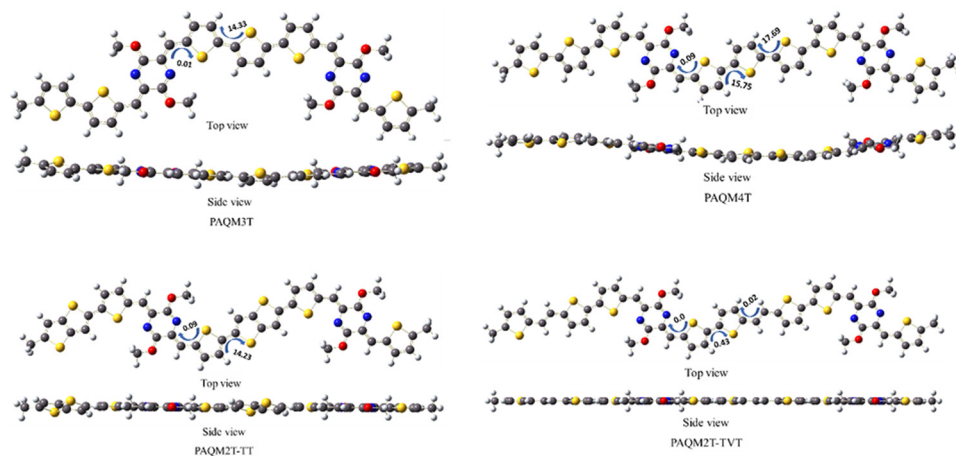 14.33
0.01
Top view
Side view
PAQM3T
17.69
0.09
15.75
Top view
Side view
PAQM4T
0.09
14.23
Top view
Side view
PAQM2T-TT
0.02
0.0
0.43
Top view
Side view
PAQM2T-TVT